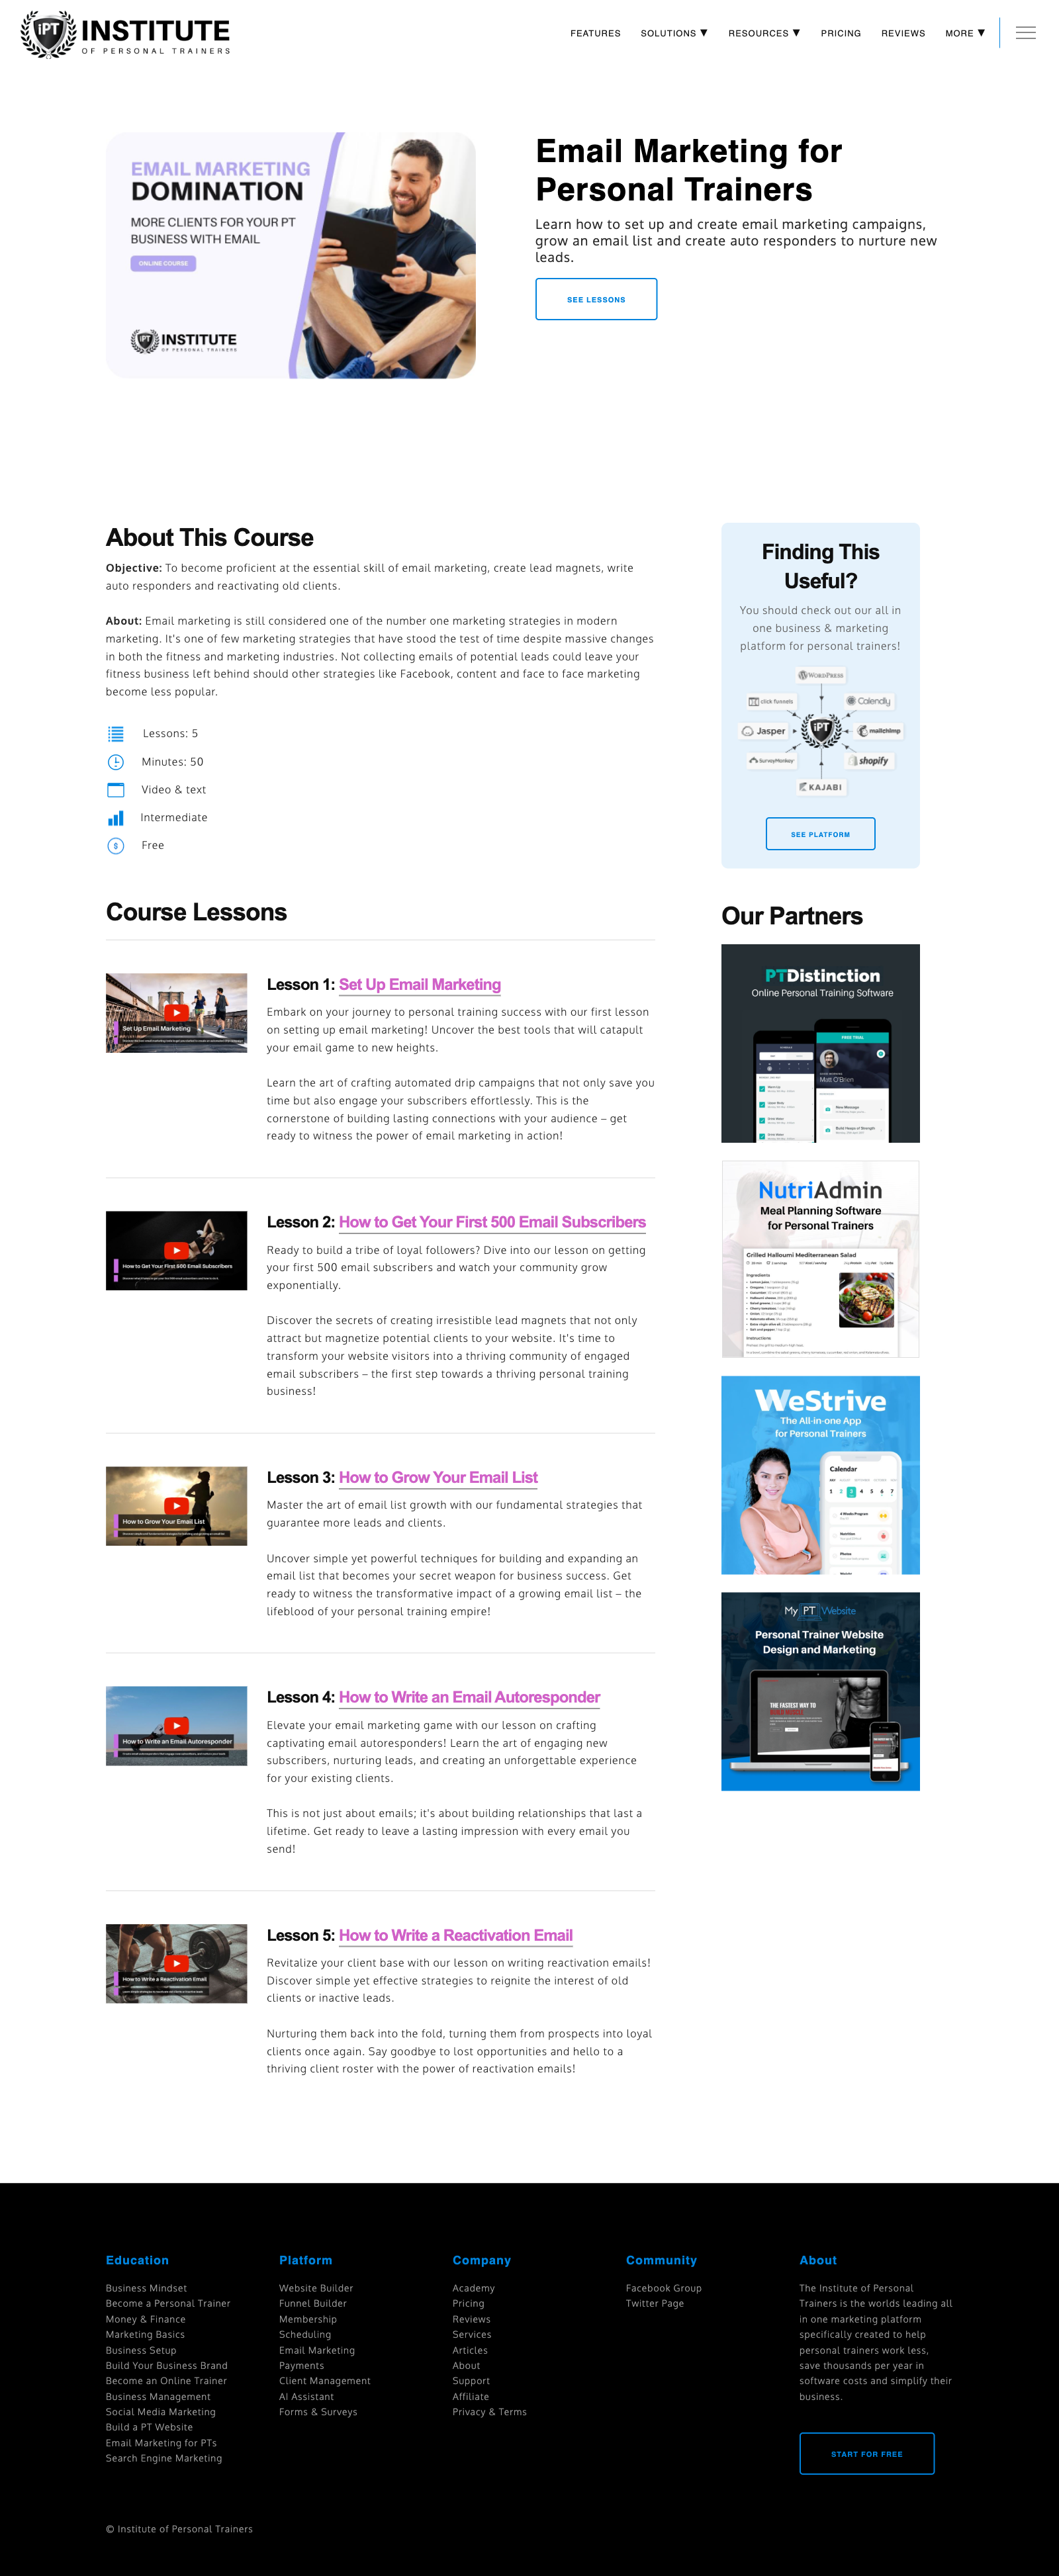 iPT INSTITUTE
OF PERSONAL TRAINERS
FEATURES SOLUTIONS ▼ RESOURCES ▼ PRICING REVIEWS MORE ▼
EMAIL MARKETING
DOMINATION
MORE CLIENTS FOR YOUR PT
BUSINESS WITH EMAIL
ONLINE COURSE
iPT INSTITUTE
OF PERSONAL TRAINERS
Email Marketing for
Personal Trainers
Learn how to set up and create email marketing campaigns,
grow an email list and create auto responders to nurture new
leads.
SEE LESSONS
About This Course
Objective: To become proficient at the essential skill of email marketing, create lead magnets, write
auto responders and reactivating old clients.
About: Email marketing is still considered one of the number one marketing strategies in modern
marketing. It's one of few marketing strategies that have stood the test of time despite massive changes
in both the fitness and marketing industries. Not collecting emails of potential leads could leave your
fitness business left behind should other strategies like Facebook, content and face to face marketing
become less popular.
Lessons: 5
Minutes: 50
Video & text
Intermediate
Free
Finding This
Useful?
You should check out our all in
one business & marketing
platform for personal trainers!
WORDPRESS
click funnels
Calendly
Jasper
iPT
mailchimp
SurveyMonkey
shopify
KAJABI
SEE PLATFORM
Course Lessons
Set Up Email Marketing
Lesson 1: Set Up Email Marketing
Embark on your journey to personal training success with our first lesson
on setting up email marketing! Uncover the best tools that will catapult
your email game to new heights.
Learn the art of crafting automated drip campaigns that not only save you
time but also engage your subscribers effortlessly. This is the
cornerstone of building lasting connections with your audience – get
ready to witness the power of email marketing in action!
How to Get Your First 500 Email Subscribers
Lesson 2: How to Get Your First 500 Email Subscribers
Ready to build a tribe of loyal followers? Dive into our lesson on getting
your first 500 email subscribers and watch your community grow
exponentially.
Discover the secrets of creating irresistible lead magnets that not only
attract but magnetize potential clients to your website. It's time to
transform your website visitors into a thriving community of engaged
email subscribers – the first step towards a thriving personal training
business!
How to Grow Your Email List
Lesson 3: How to Grow Your Email List
Master the art of email list growth with our fundamental strategies that
guarantee more leads and clients.
Uncover simple yet powerful techniques for building and expanding an
email list that becomes your secret weapon for business success. Get
ready to witness the transformative impact of a growing email list – the
lifeblood of your personal training empire!
How to Write an Email Autoresponder
Lesson 4: How to Write an Email Autoresponder
Elevate your email marketing game with our lesson on crafting
captivating email autoresponders! Learn the art of engaging new
subscribers, nurturing leads, and creating an unforgettable experience
for your existing clients.
This is not just about emails; it's about building relationships that last a
lifetime. Get ready to leave a lasting impression with every email you
send!
How to Write a Reactivation Email
Lesson 5: How to Write a Reactivation Email
Revitalize your client base with our lesson on writing reactivation emails!
Discover simple yet effective strategies to reignite the interest of old
clients or inactive leads.
Nurturing them back into the fold, turning them from prospects into loyal
clients once again. Say goodbye to lost opportunities and hello to a
thriving client roster with the power of reactivation emails!
Our Partners
PTDistinction
Online Personal Training Software
FREE TRIAL
Matt O'Brien
New Message
Build Heaps of Strength
NutriAdmin
Meal Planning Software
for Personal Trainers
Grilled Halloumi Mediterranean Salad
Ingredients
Instructions
WeStrive
The All-in-one App
for Personal Trainers
Calendar
1 2 3 4 5 6 7
4 Weeks Program
Nutrition
Photos
My PT Website
Personal Trainer Website
Design and Marketing
THE FASTEST WAY TO
BUILD MUSCLE
Education
Business Mindset
Become a Personal Trainer
Money & Finance
Marketing Basics
Business Setup
Build Your Business Brand
Become an Online Trainer
Business Management
Social Media Marketing
Build a PT Website
Email Marketing for PTs
Search Engine Marketing
Platform
Website Builder
Funnel Builder
Membership
Scheduling
Email Marketing
Payments
Client Management
AI Assistant
Forms & Surveys
Company
Academy
Pricing
Reviews
Services
Articles
About
Support
Affiliate
Privacy & Terms
Community
Facebook Group
Twitter Page
About
The Institute of Personal
Trainers is the worlds leading all
in one marketing platform
specifically created to help
personal trainers work less,
save thousands per year in
software costs and simplify their
business.
START FOR FREE
© Institute of Personal Trainers